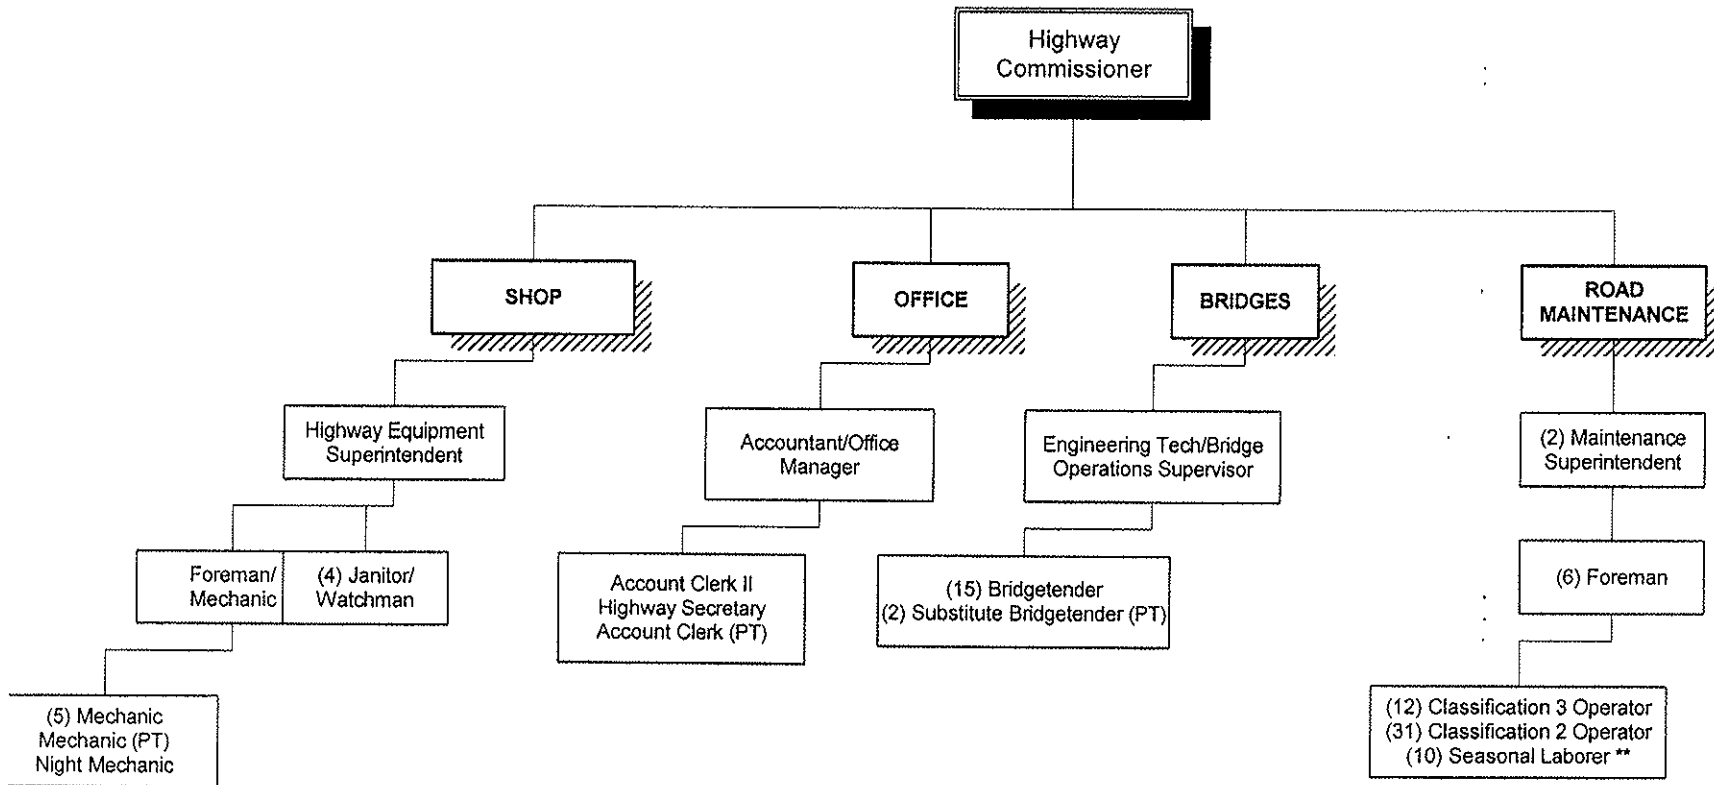 Highway
Commissioner
SHOP
OFFICE
BRIDGES
ROAD
MAINTENANCE
Highway Equipment
Superintendent
Accountant/Office
Manager
Engineering Tech/Bridge
Operations Supervisor
(2) Maintenance
Superintendent
Foreman/
Mechanic
(4) Janitor/
Watchman
Account Clerk II
Highway Secretary
Account Clerk (PT)
(15) Bridgetender
(2) Substitute Bridgetender (PT)
(6) Foreman
(5) Mechanic
Mechanic (PT)
Night Mechanic
(12) Classification 3 Operator
(31) Classification 2 Operator
(10) Seasonal Laborer **